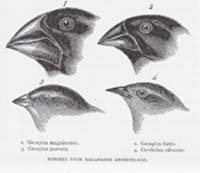 1
2
3
4
1. Geospiza magnirostris. 2. Geospiza fortis.
3. Geospiza parvula. 4. Certhidea olivacea.
FINCHES FROM GALAPAGOS ARCHIPELAGO.